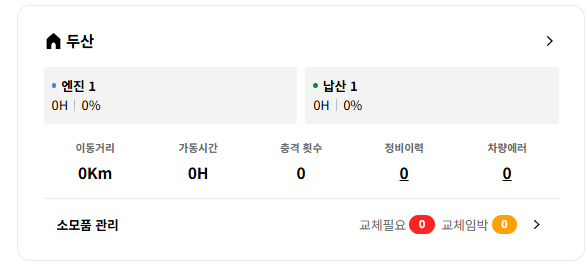 두산
엔진 1
0H | 0%
납산 1
0H | 0%
이동거리 가동시간 충격 횟수 정비이력 차량에러
0Km 0H 0 0 0
소모품 관리 교체필요 0 교체임박 0